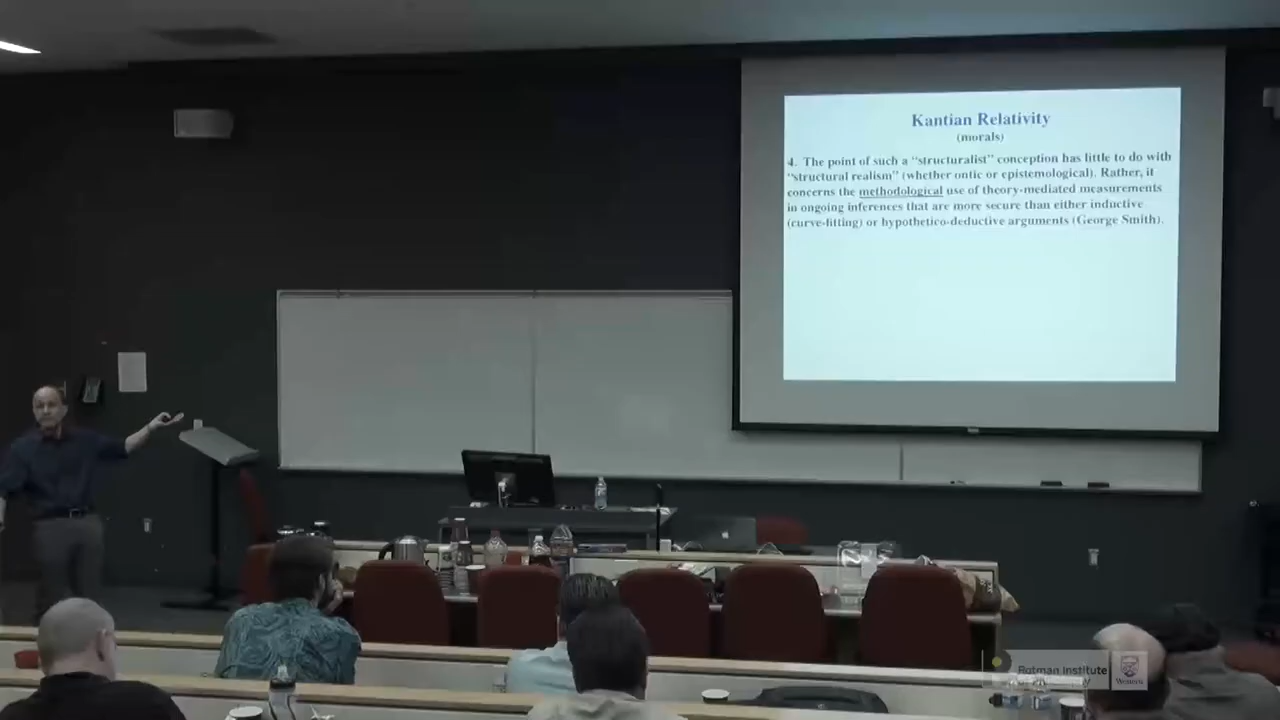 Kantian Relativity
(morals)
4. The point of such a “structuralist” conception has little to do with
“structural realism” (whether ontic or epistemological). Rather, it
concerns the methodological use of theory-mediated measurements
in ongoing inferences that are more secure than either inductive
(curve-fitting) or hypothetico-deductive arguments (George Smith).
Rotman Institute
Western